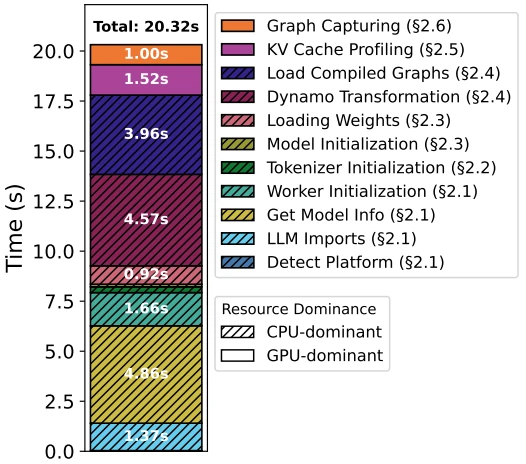 Total: 20.32s
Time (s)
20.0
17.5
15.0
12.5
10.0
7.5
5.0
2.5
0.0
1.00s
1.52s
3.96s
4.57s
0.92s
1.66s
4.86s
1.37s
Graph Capturing (§2.6)
KV Cache Profiling (§2.5)
Load Compiled Graphs (§2.4)
Dynamo Transformation (§2.4)
Loading Weights (§2.3)
Model Initialization (§2.3)
Tokenizer Initialization (§2.2)
Worker Initialization (§2.1)
Get Model Info (§2.1)
LLM Imports (§2.1)
Detect Platform (§2.1)
Resource Dominance
CPU-dominant
GPU-dominant